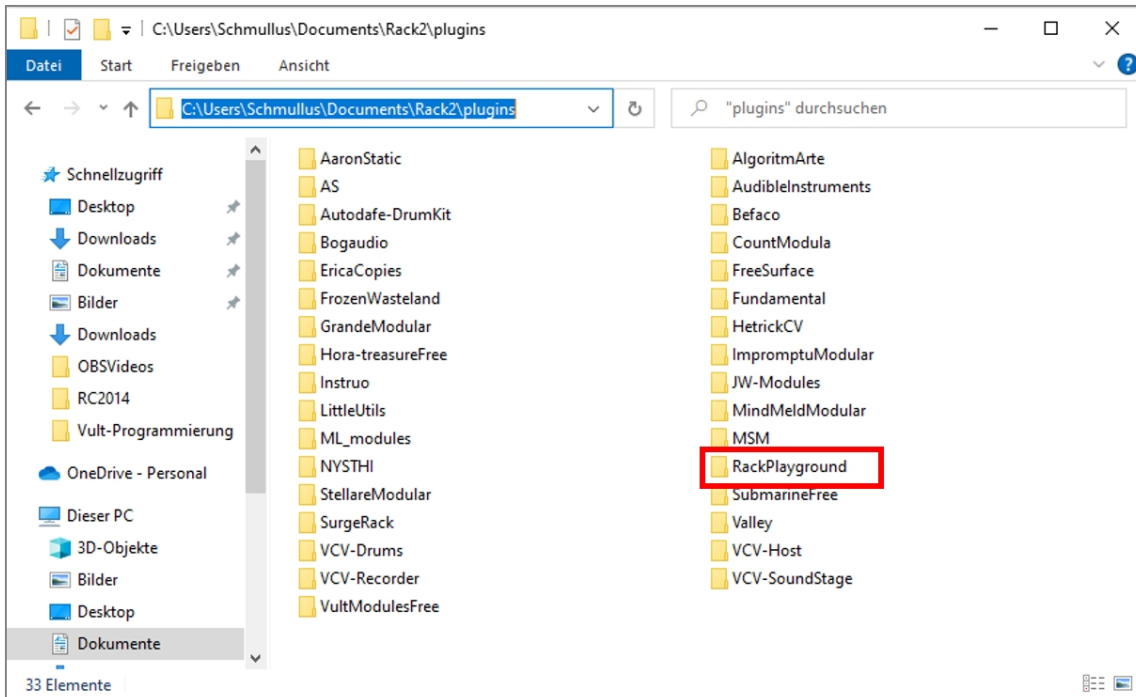 C:\Users\Schmullus\Documents\Rack2\plugins
Datei Start Freigeben Ansicht ?
C:\Users\Schmullus\Documents\Rack2\plugins
"plugins" durchsuchen
Schnellzugriff
Desktop
Downloads
Dokumente
Bilder
Downloads
OBSVideos
RC2014
Vult-Programmierung
OneDrive - Personal
Dieser PC
3D-Objekte
Bilder
Desktop
Dokumente
AaronStatic
AS
Autodafe-DrumKit
Bogaudio
EricaCopies
FrozenWasteland
GrandeModular
Hora-treasureFree
Instruo
LittleUtils
ML_modules
NYSTHI
StellareModular
SurgeRack
VCV-Drums
VCV-Recorder
VultModulesFree
AlgoritmArte
AudibleInstruments
Befaco
CountModula
FreeSurface
Fundamental
HetrickCV
ImpromptuModular
JW-Modules
MindMeldModular
MSM
RackPlayground
SubmarineFree
Valley
VCV-Host
VCV-SoundStage
33 Elemente